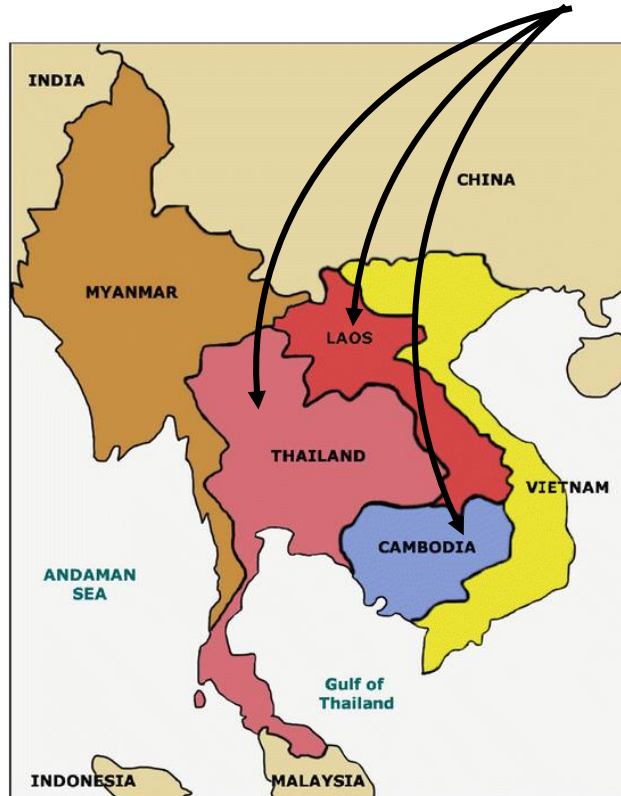 INDIA
CHINA
MYANMAR
LAOS
THAILAND
VIETNAM
CAMBODIA
ANDAMAN
SEA
Gulf of
Thailand
INDONESIA
MALAYSIA